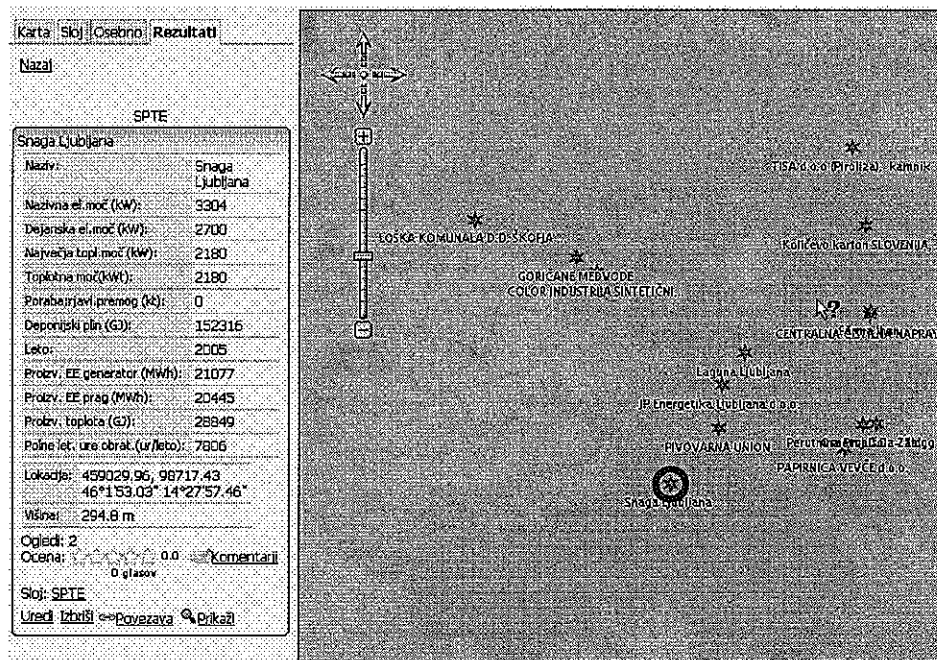 Karta Sloj Osebno Rezultati
Nazaj
SPTE
Snaga Ljubljana
Naziv: Snaga Ljubljana
Nazivna el.moč (kW): 3304
Dejanska el.moč (kW): 2700
Največja topl.moč (kW): 2180
Toplotna moč(kWt): 2180
Poraba:rjavi.premog (kt): 0
Deponijski plin (GJ): 152316
Leto: 2005
Proizv. EE generator (MWh): 21077
Proizv. EE prag (MWh): 20445
Proizv. toplota (GJ): 28849
Polne let. ure obrat.(ur/leto): 7806
Lokacija: 459029.96, 98717.43
46°1'53.03" 14°27'57.46"
Višina: 294.8 m
Ogledi: 2
Ocena: 0.0 Komentarji
0 glasov
Sloj: SPTE
Uredi Izbriši Povezava Prikaži
TISA d.o.o (Piroliza), kamnik
LOŠKA KOMUNALA D.D-ŠKOFJA
Količevo karton SLOVENIJA
GORIČANE MEDVODE
COLOR INDUSTRIJA SINTETIČNI
CENTRALNA ČISTILNA NAPRAV
Laguna Ljubljana
JP Energetika Ljubljana d.o.o.
PIVOVARNA UNION
PAPIRNICA VEVČE d.o.o.
Snaga Ljubljana